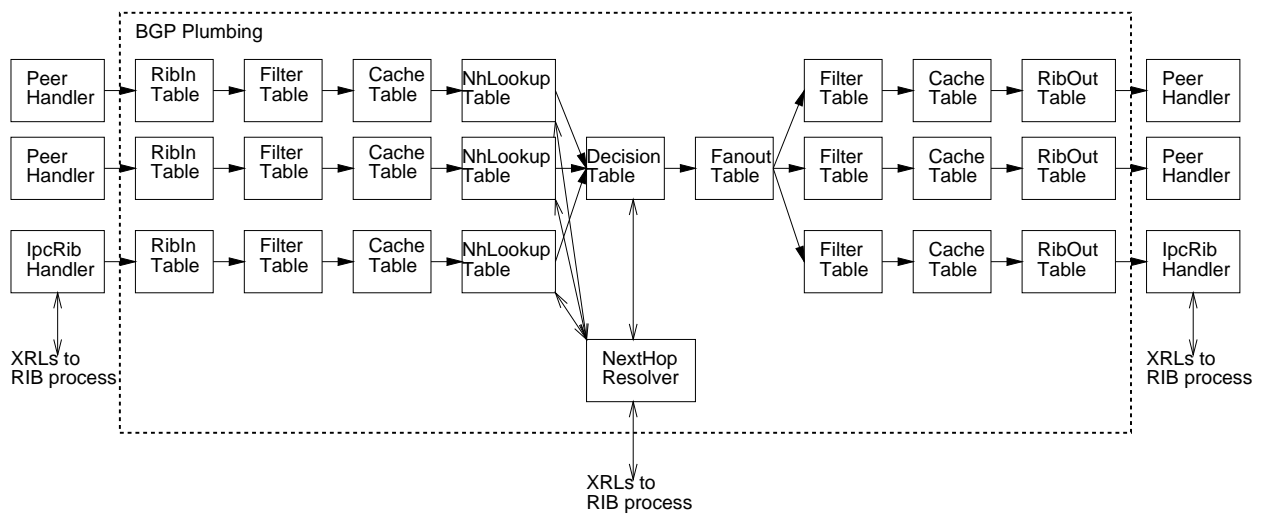 BGP Plumbing
Peer
Handler
RibIn
Table
Filter
Table
Cache
Table
NhLookup
Table
Filter
Table
Cache
Table
RibOut
Table
Peer
Handler
Peer
Handler
RibIn
Table
Filter
Table
Cache
Table
NhLookup
Table
Decision
Table
Fanout
Table
Filter
Table
Cache
Table
RibOut
Table
Peer
Handler
IpcRib
Handler
RibIn
Table
Filter
Table
Cache
Table
NhLookup
Table
Filter
Table
Cache
Table
RibOut
Table
IpcRib
Handler
XRLs to
RIB process
NextHop
Resolver
XRLs to
RIB process
XRLs to
RIB process